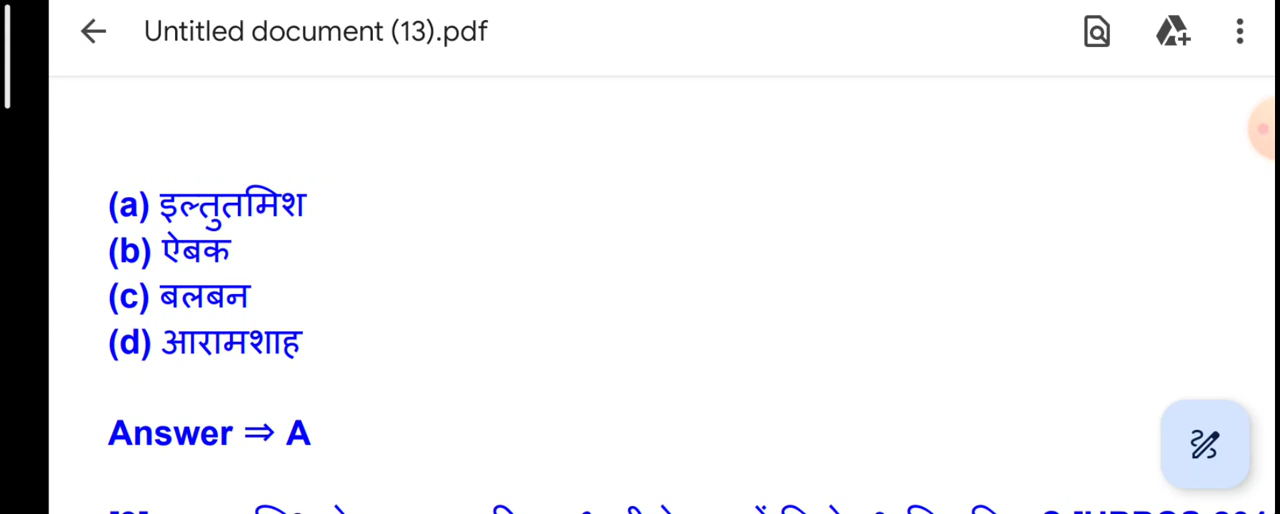 Untitled document (13).pdf
(a) इल्तुतमिश
(b) ऐबक
(c) बलबन
(d) आरामशाह
Answer ⇒ A